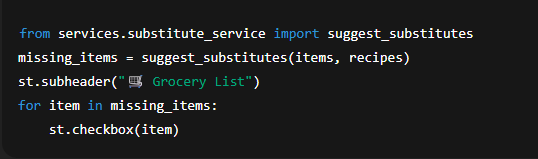 from services.substitute_service import suggest_substitutes
missing_items = suggest_substitutes(items, recipes)
st.subheader("🛒 Grocery List")
for item in missing_items:
    st.checkbox(item)